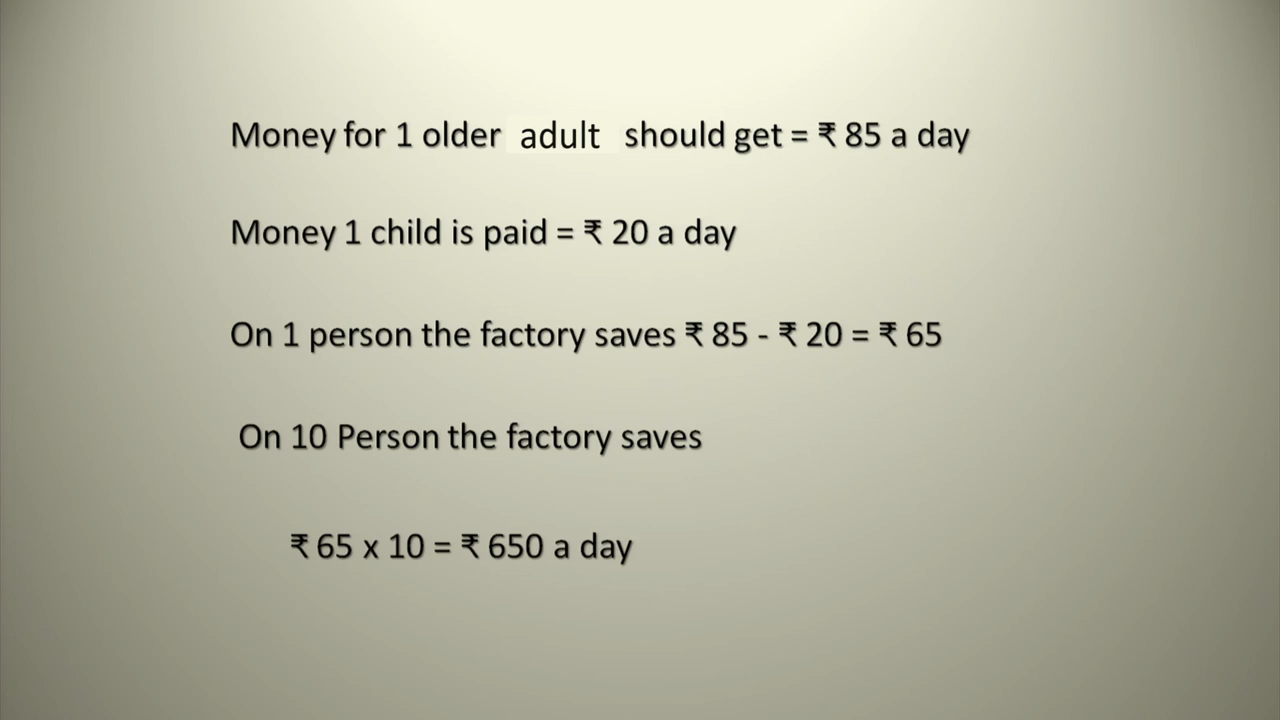 Money for 1 older adult should get = ₹ 85 a day
Money 1 child is paid = ₹ 20 a day
On 1 person the factory saves ₹ 85 - ₹ 20 = ₹ 65
On 10 Person the factory saves
₹ 65 x 10 = ₹ 650 a day